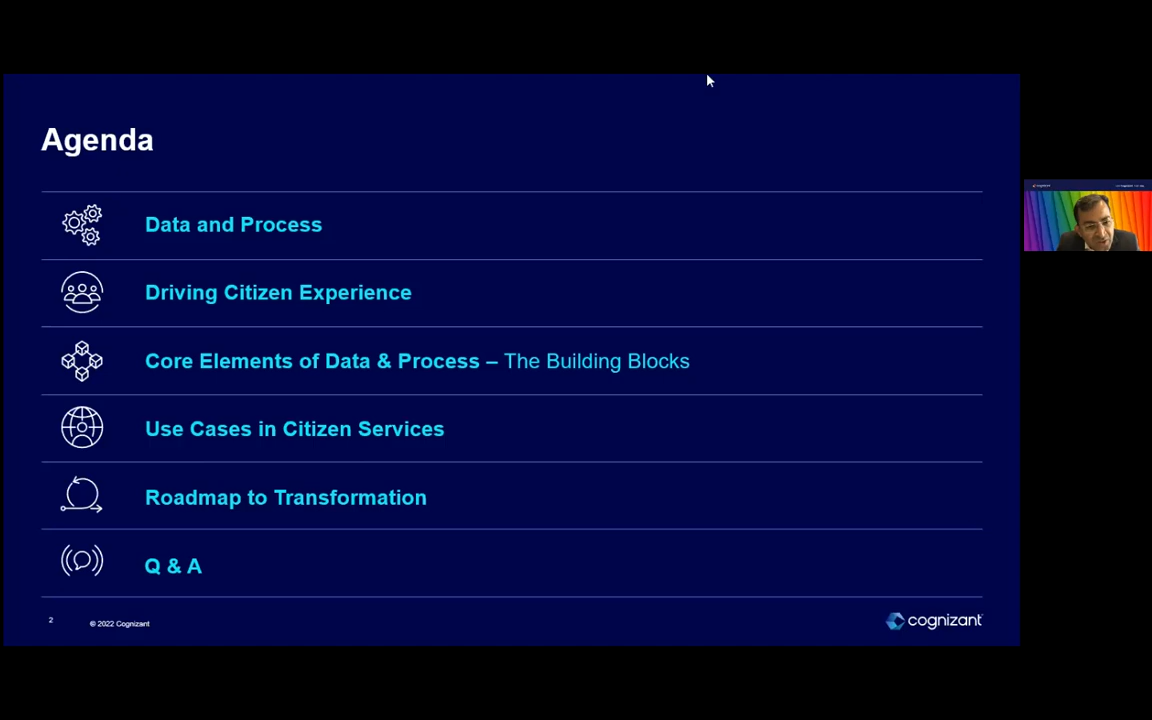 Agenda
Data and Process
Driving Citizen Experience
Core Elements of Data & Process – The Building Blocks
Use Cases in Citizen Services
Roadmap to Transformation
Q & A
2
© 2022 Cognizant
cognizant